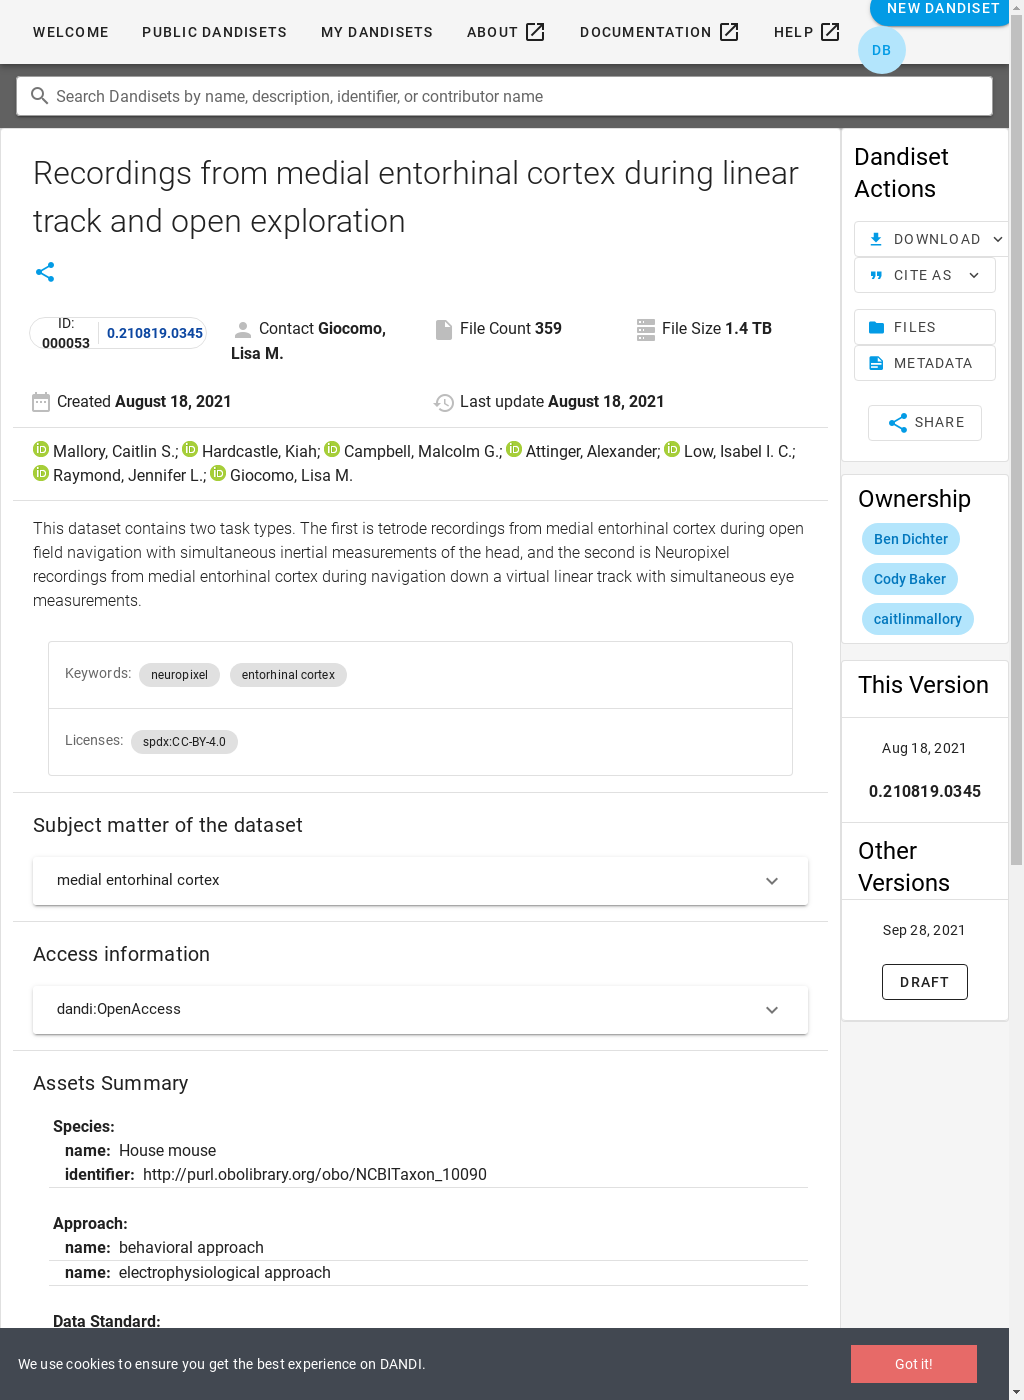 WELCOME PUBLIC DANDISETS MY DANDISETS ABOUT DOCUMENTATION HELP NEW DANDISET
DB
Search Dandisets by name, description, identifier, or contributor name
Recordings from medial entorhinal cortex during linear
track and open exploration
ID:
000053
0.210819.0345
Contact Giocomo,
Lisa M.
File Count 359
File Size 1.4 TB
Created August 18, 2021
Last update August 18, 2021
Mallory, Caitlin S.; Hardcastle, Kiah; Campbell, Malcolm G.; Attinger, Alexander; Low, Isabel I. C.;
Raymond, Jennifer L.; Giocomo, Lisa M.
This dataset contains two task types. The first is tetrode recordings from medial entorhinal cortex during open
field navigation with simultaneous inertial measurements of the head, and the second is Neuropixel
recordings from medial entorhinal cortex during navigation down a virtual linear track with simultaneous eye
measurements.
Keywords: neuropixel entorhinal cortex
Licenses: spdx:CC-BY-4.0
Subject matter of the dataset
medial entorhinal cortex
Access information
dandi:OpenAccess
Assets Summary
Species:
name: House mouse
identifier: http://purl.obolibrary.org/obo/NCBITaxon_10090
Approach:
name: behavioral approach
name: electrophysiological approach
Data Standard:
Dandiset
Actions
DOWNLOAD
CITE AS
FILES
METADATA
SHARE
Ownership
Ben Dichter
Cody Baker
caitlinmallory
This Version
Aug 18, 2021
0.210819.0345
Other
Versions
Sep 28, 2021
DRAFT
We use cookies to ensure you get the best experience on DANDI.
Got it!